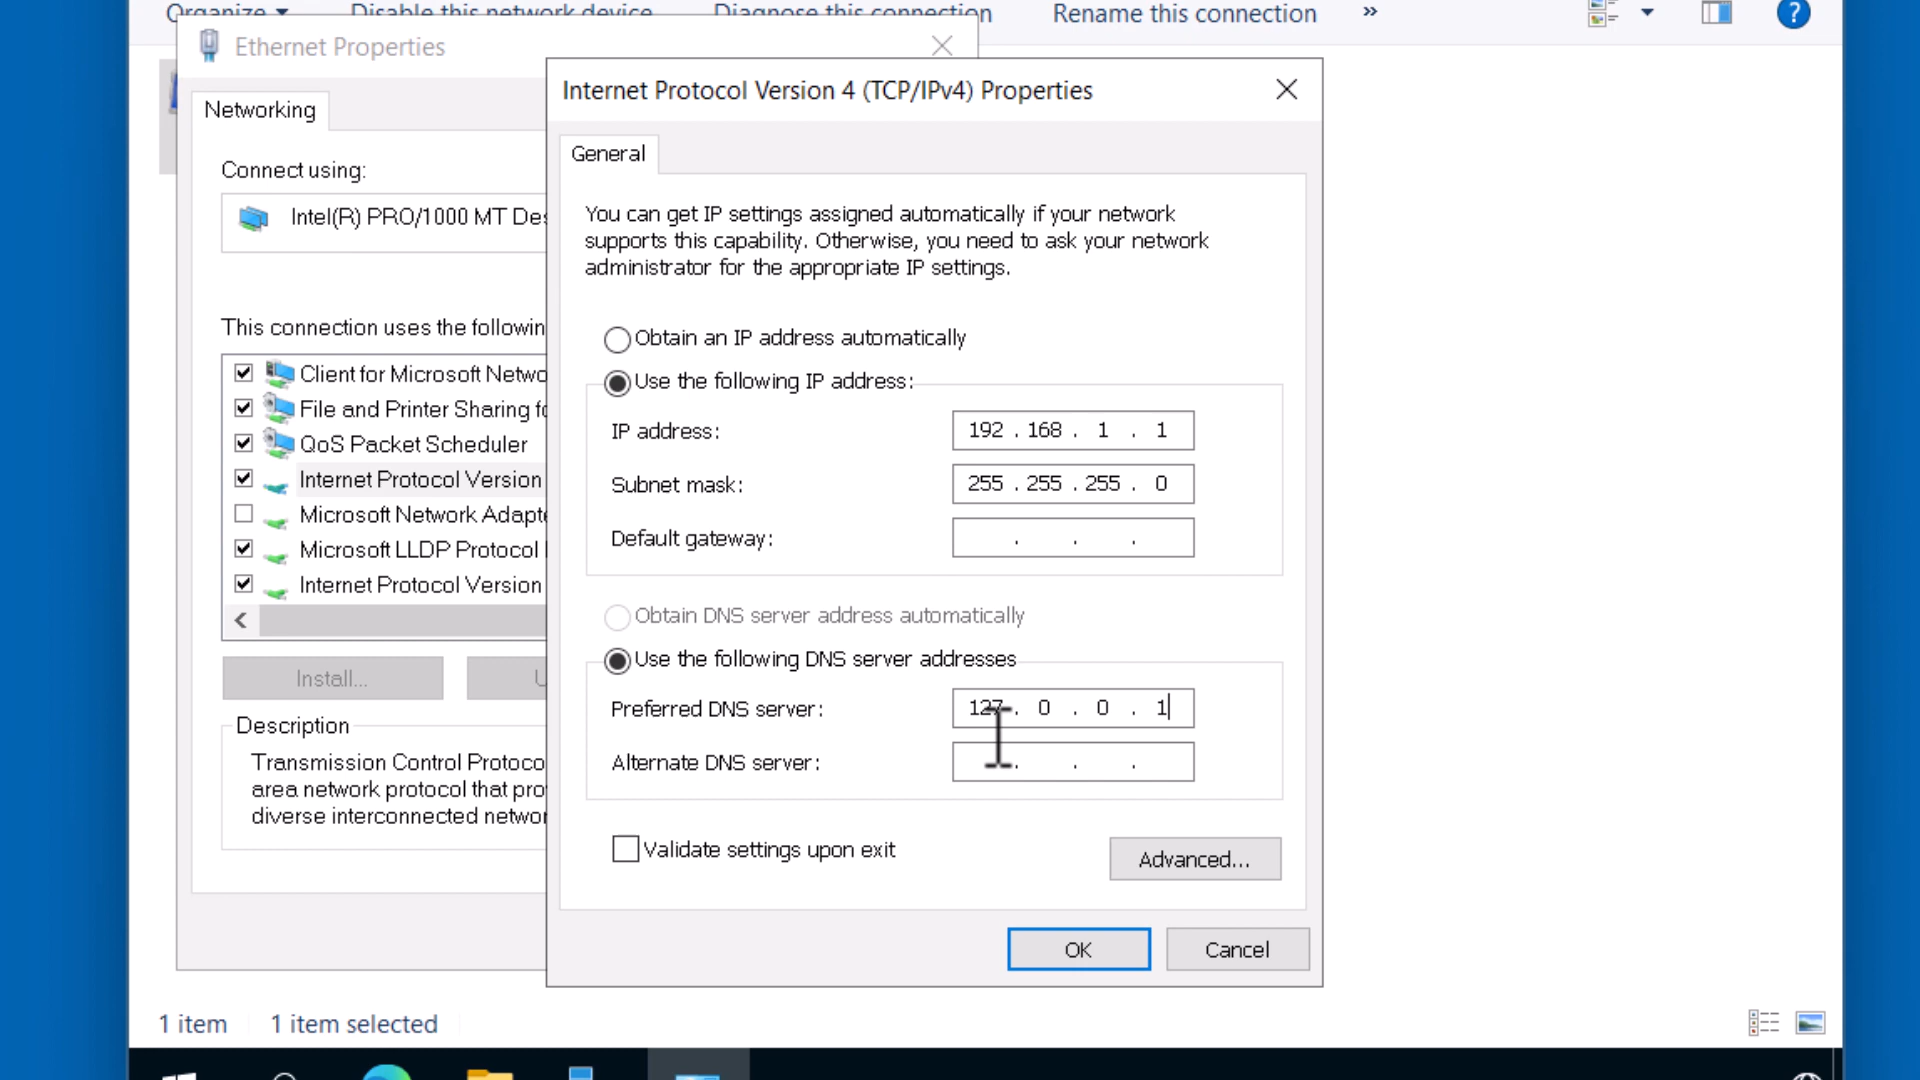 Organize Disable this network device Diagnose this connection Rename this connection »
Ethernet Properties
Networking
Connect using:
Intel(R) PRO/1000 MT Des
This connection uses the followin
Client for Microsoft Netwo
File and Printer Sharing fo
QoS Packet Scheduler
Internet Protocol Version
Microsoft Network Adapte
Microsoft LLDP Protocol
Internet Protocol Version
Install...
U
Description
Transmission Control Protoco
area network protocol that pro
diverse interconnected networ
Internet Protocol Version 4 (TCP/IPv4) Properties
General
You can get IP settings assigned automatically if your network
supports this capability. Otherwise, you need to ask your network
administrator for the appropriate IP settings.
Obtain an IP address automatically
Use the following IP address:
IP address: 192 . 168 . 1 . 1
Subnet mask: 255 . 255 . 255 . 0
Default gateway: . . .
Obtain DNS server address automatically
Use the following DNS server addresses
Preferred DNS server: 127 . 0 . 0 . 1
Alternate DNS server: . . .
Validate settings upon exit
Advanced...
OK Cancel
1 item 1 item selected